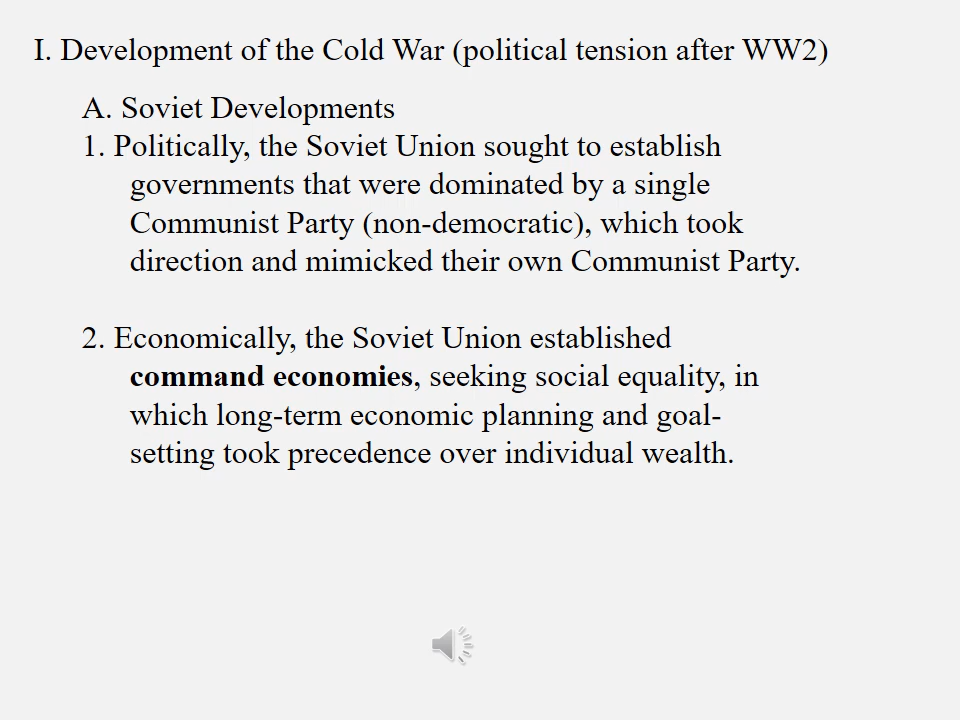 I. Development of the Cold War (political tension after WW2)
A. Soviet Developments
1. Politically, the Soviet Union sought to establish
governments that were dominated by a single
Communist Party (non-democratic), which took
direction and mimicked their own Communist Party.
2. Economically, the Soviet Union established
command economies, seeking social equality, in
which long-term economic planning and goal-
setting took precedence over individual wealth.